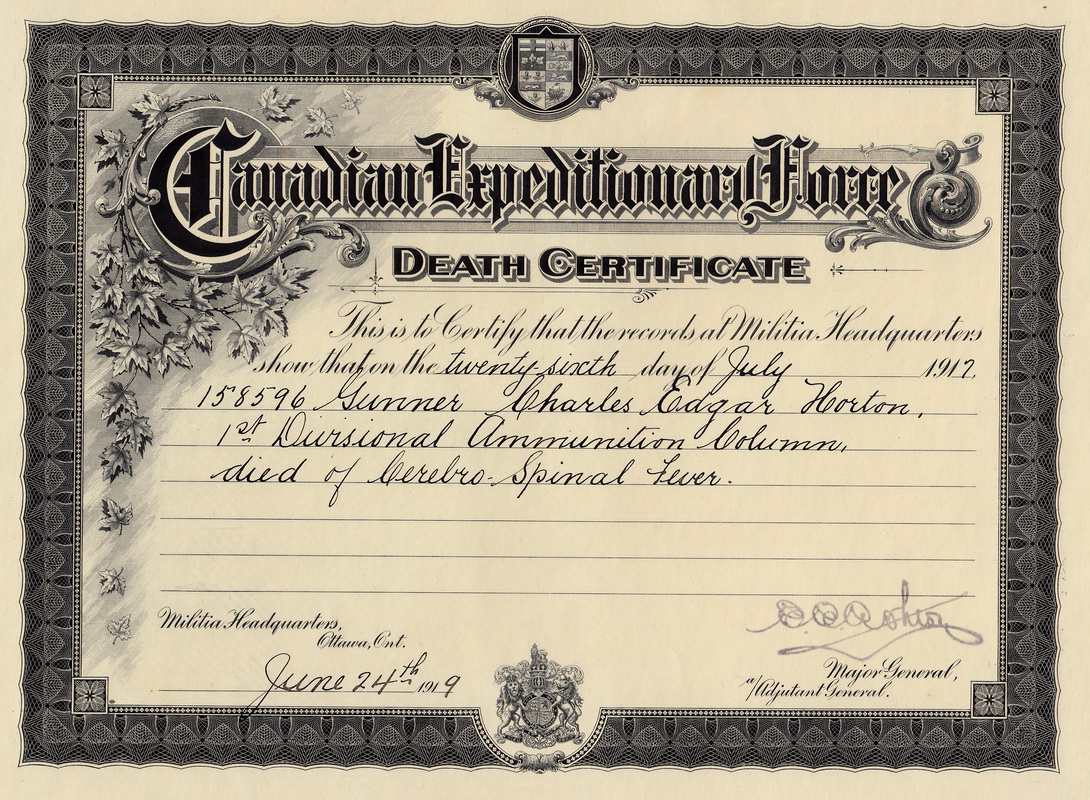 Canadian Expeditionary Force
DEATH CERTIFICATE
This is to Certify that the records at Militia Headquarters
show that on the twenty-sixth day of July 1917,
158596 Gunner Charles Edgar Horton,
1st Divisional Ammunition Column,
died of Cerebro-Spinal Fever.
Militia Headquarters,
Ottawa, Ont.
June 24th 1919
Major-General,
a/Adjutant General.